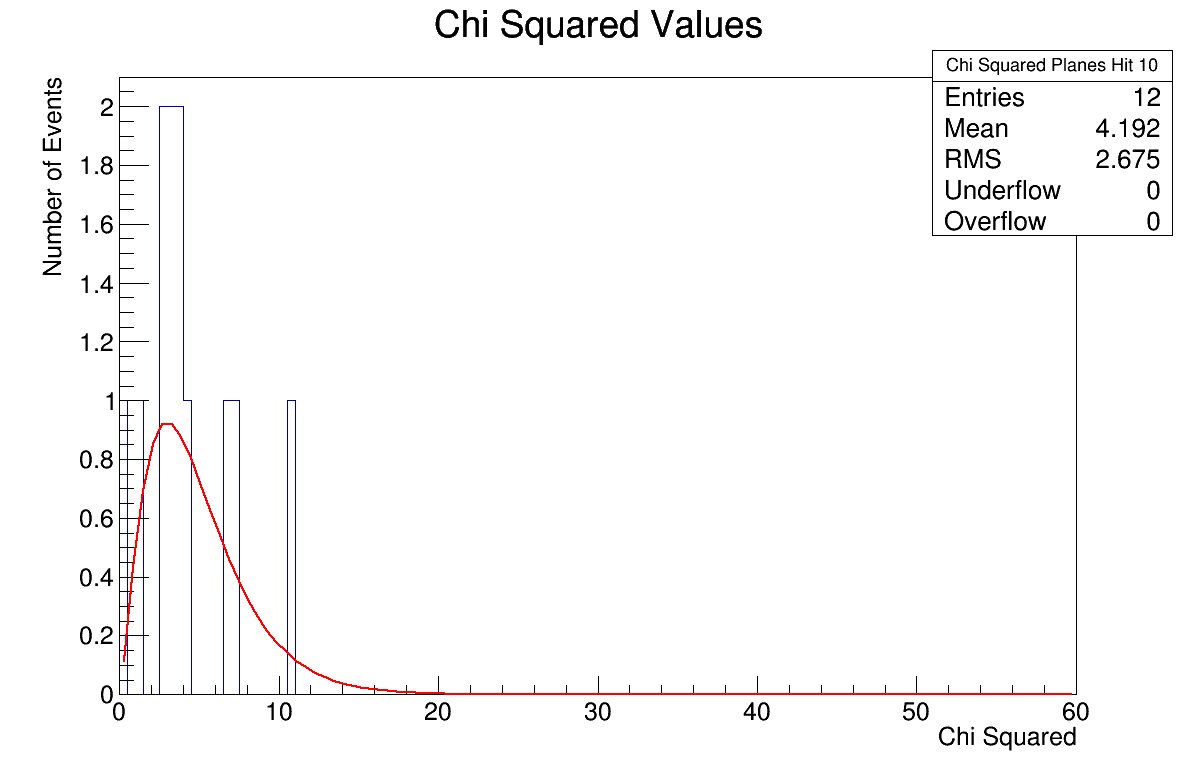 Chi Squared Values
Chi Squared Planes Hit 10
Entries 12
Mean 4.192
RMS 2.675
Underflow 0
Overflow 0
Number of Events
2
1.8
1.6
1.4
1.2
1
0.8
0.6
0.4
0.2
0
0 10 20 30 40 50 60
Chi Squared